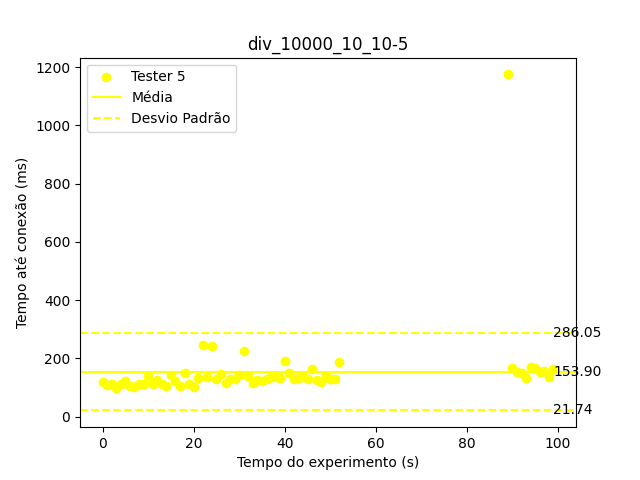 div_10000_10_10-5
Tester 5
Média
Desvio Padrão
Tempo até conexão (ms)
1200
1000
800
600
400
200
0
286.05
153.90
21.74
0 20 40 60 80 100
Tempo do experimento (s)